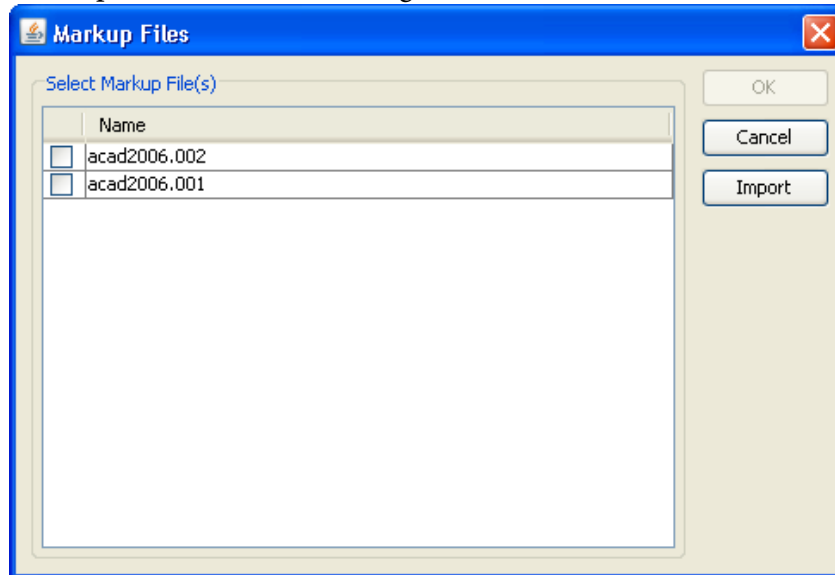 Markup Files
Select Markup File(s)
OK
Name
Cancel
acad2006.002
acad2006.001
Import